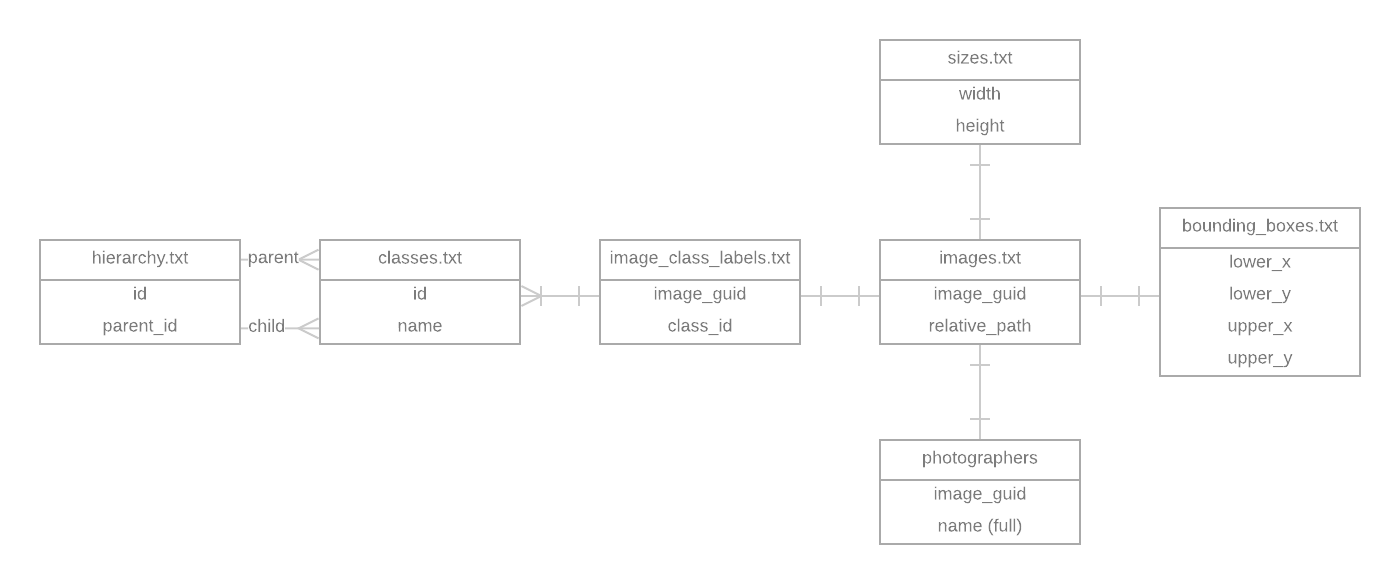 sizes.txt
width
height
hierarchy.txt
id
parent_id
parent
child
classes.txt
id
name
image_class_labels.txt
image_guid
class_id
images.txt
image_guid
relative_path
bounding_boxes.txt
lower_x
lower_y
upper_x
upper_y
photographers
image_guid
name (full)